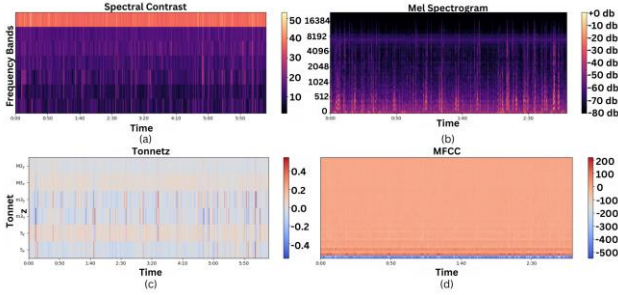 Spectral Contrast
Frequency Bands
50
40
30
20
10
0:00 0:50 1:40 2:30 3:20 4:10 5:00 5:50
Time
(a)
Mel Spectrogram
16384
8192
4096
2048
1024
512
0
+0 db
-10 db
-20 db
-30 db
-40 db
-50 db
-60 db
-70 db
-80 db
0:00 0:50 1:40 2:30
Time
(b)
Tonnetz
Tonnet
z
0.4
0.2
0.0
-0.2
-0.4
0:00 0:50 1:40 2:30 3:20 4:10 5:00 5:50
Time
(c)
MFCC
200
100
0
-100
-200
-300
-400
-500
0:00 0:50 1:40 2:30
Time
(d)